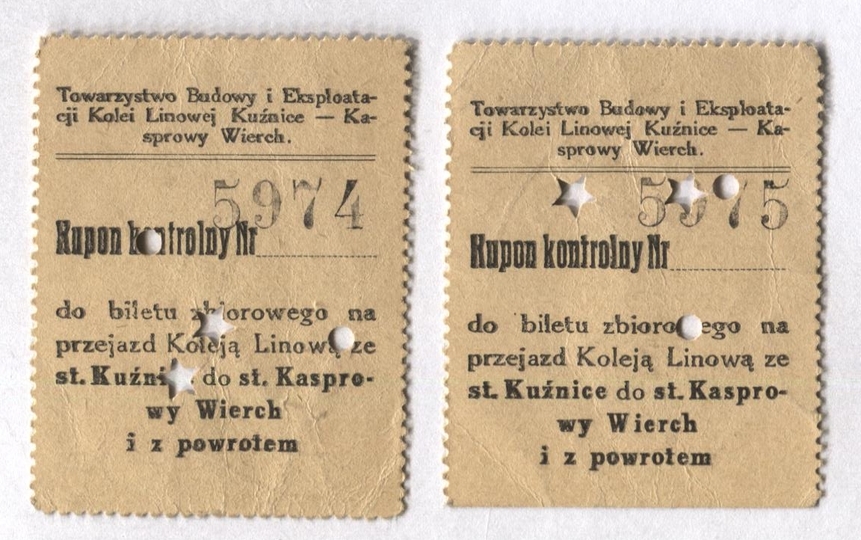 Towarzystwo Budowy i Eksploata-
cji Kolei Linowej Kuźnice — Ka-
sprowy Wierch.
5974
Kupon kontrolny Nr
do biletu zbiorowego na
przejazd Koleją Linową ze
st. Kuźni do st. Kaspro-
wy Wierch
i z powrotem
Towarzystwo Budowy i Eksploata-
cji Kolei Linowej Kuźnice — Ka-
sprowy Wierch.
5975
Kupon kontrolny Nr
do biletu zbiorowego na
przejazd Koleją Linową ze
st. Kuźnice do st. Kaspro-
wy Wierch
i z powrotem